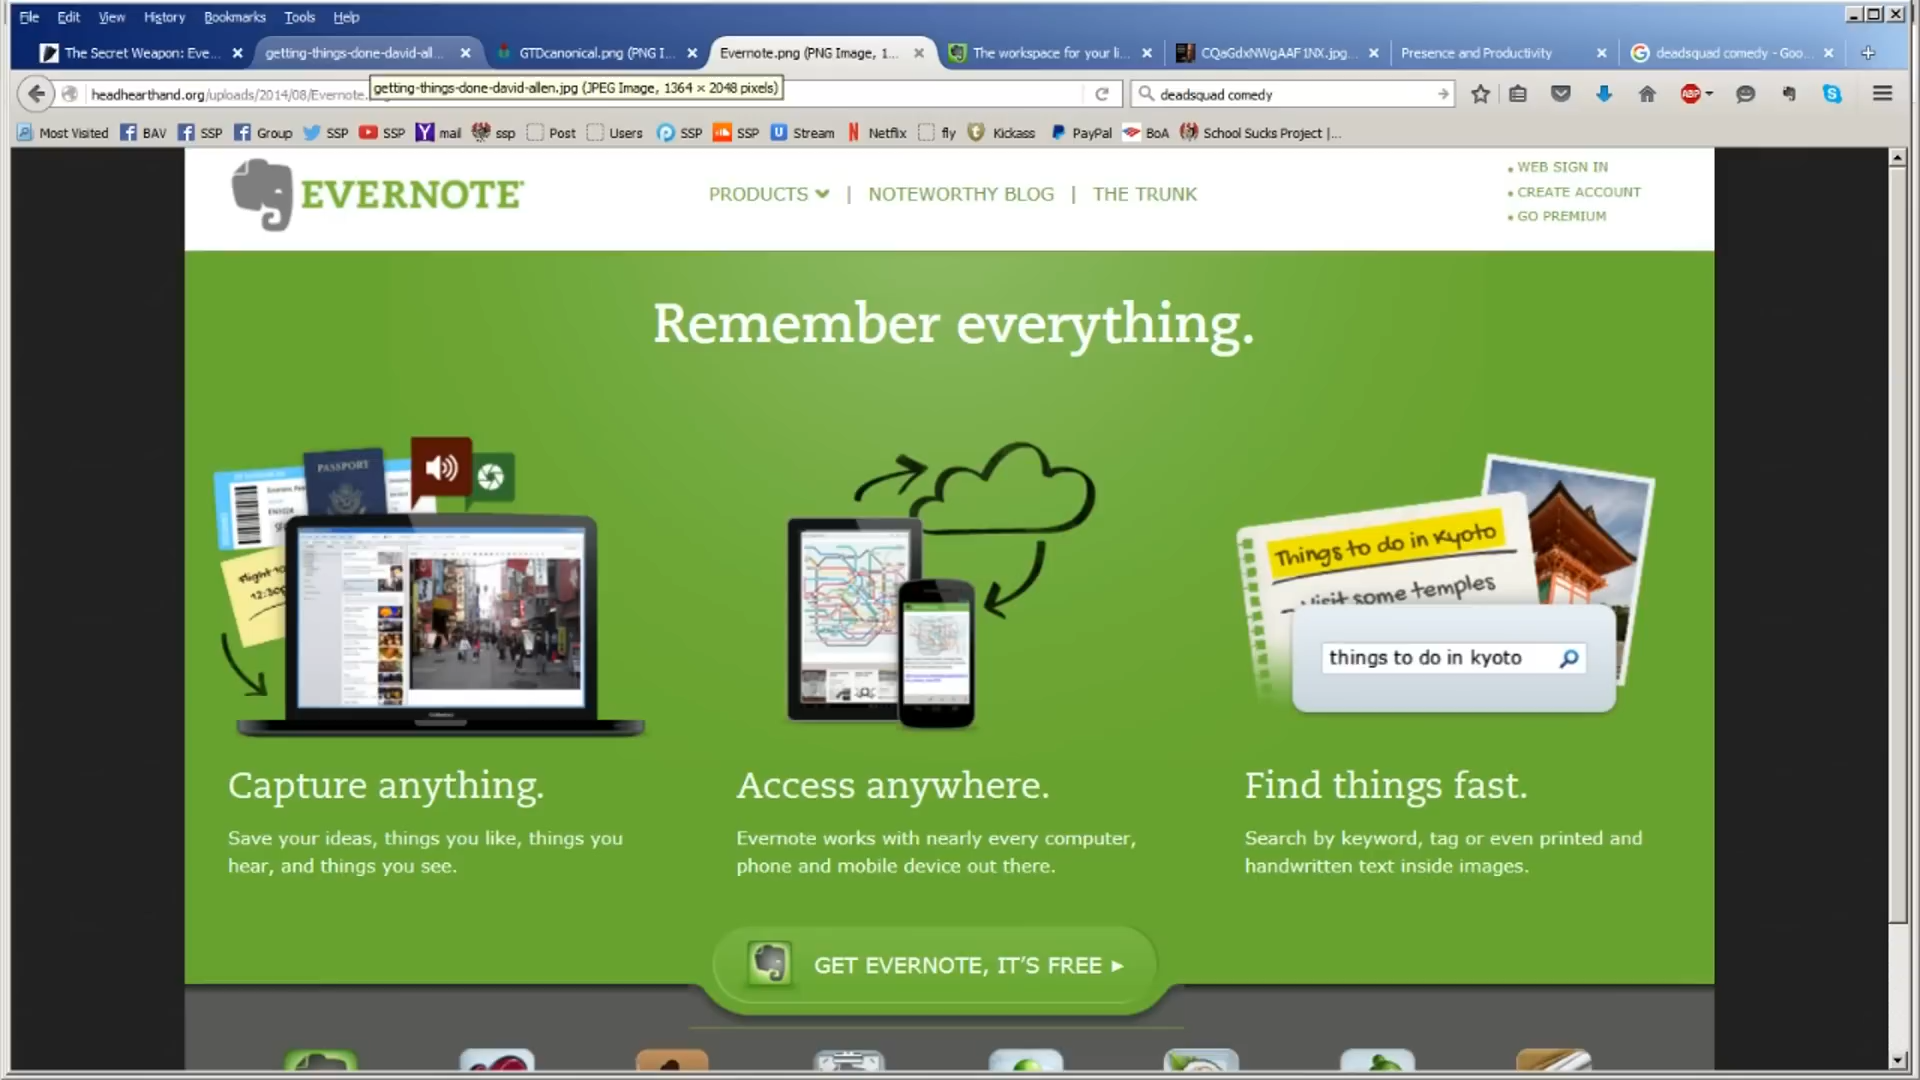 File Edit View History Bookmarks Tools Help
The Secret Weapon: Eve... getting-things-done-david-all... GTDcanonical.png (PNG I... Evernote.png (PNG Image, 1... The workspace for your li... CQaGdxNWgAAF1NX.jpg... Presence and Productivity deadsquad comedy - Goo...
headhearthand.org/uploads/2014/08/Evernote. getting-things-done-david-allen.jpg (JPEG Image, 1364 × 2048 pixels) deadsquad comedy ABP
Most Visited BAV SSP Group SSP SSP mail ssp Post Users SSP SSP Stream Netflix fly Kickass PayPal BoA School Sucks Project |...
EVERNOTE
PRODUCTS | NOTEWORTHY BLOG | THE TRUNK
• WEB SIGN IN
• CREATE ACCOUNT
• GO PREMIUM
Remember everything.
PASSPORT
flight
12:30p
Things to do in Kyoto
Visit some temples
things to do in kyoto
Capture anything.
Save your ideas, things you like, things you
hear, and things you see.
Access anywhere.
Evernote works with nearly every computer,
phone and mobile device out there.
Find things fast.
Search by keyword, tag or even printed and
handwritten text inside images.
GET EVERNOTE, IT'S FREE ▸